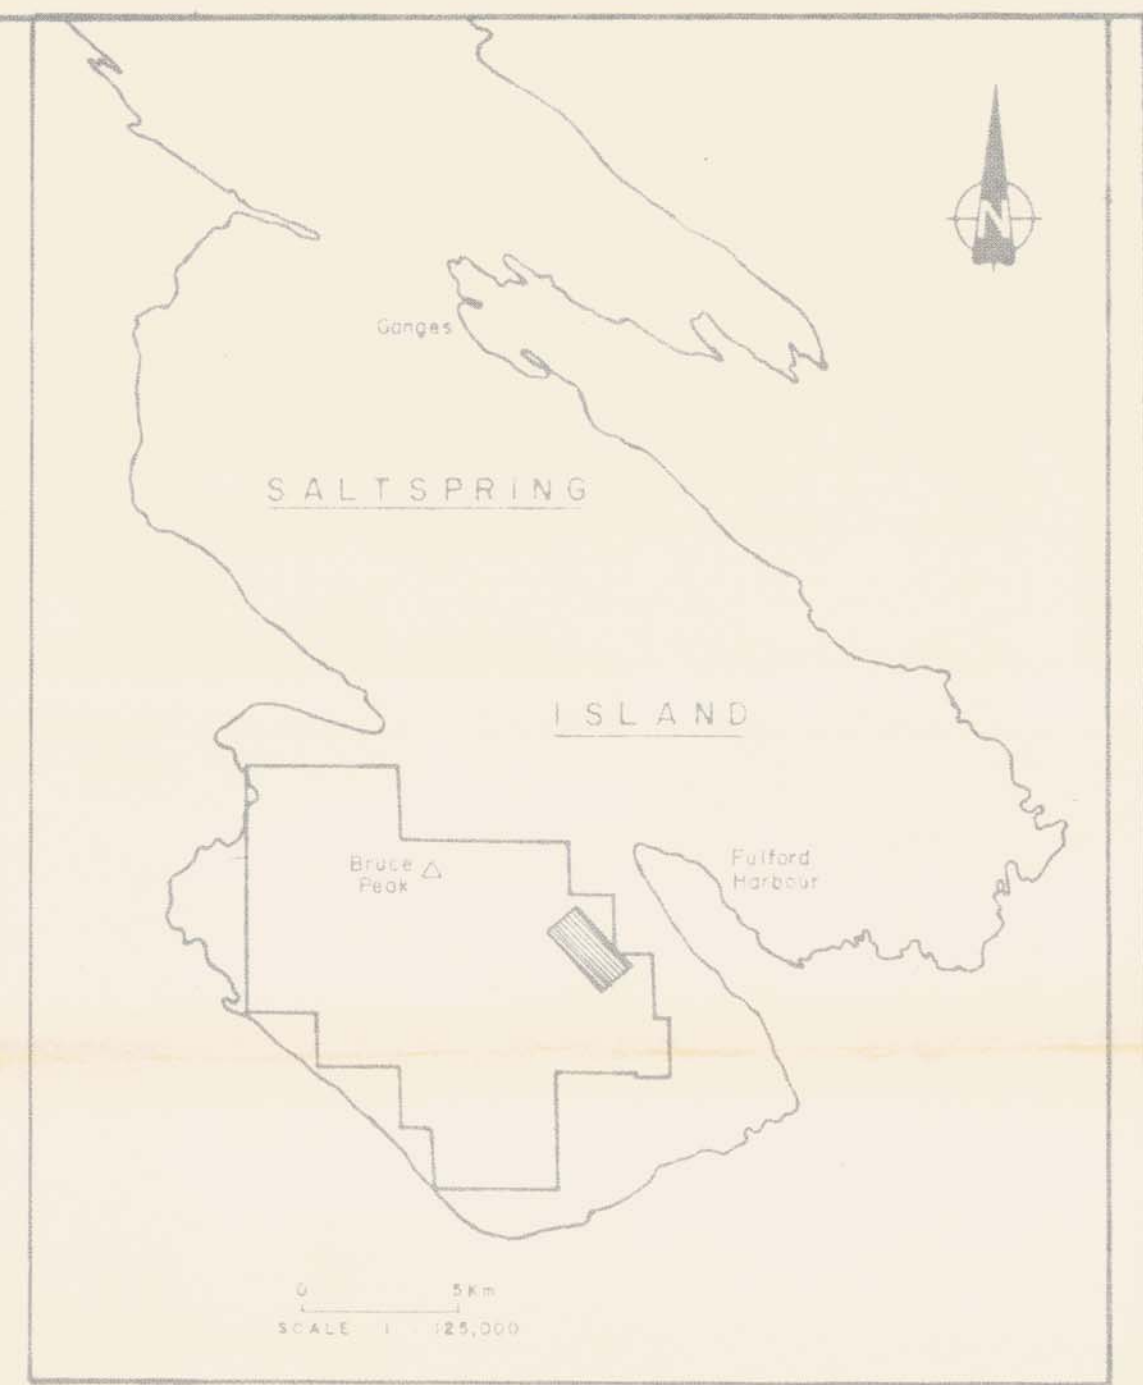 N
Ganges
SALTSPRING
ISLAND
Bruce
Peak
Fulford
Harbour
0 5 Km
SCALE 1 : 125,000